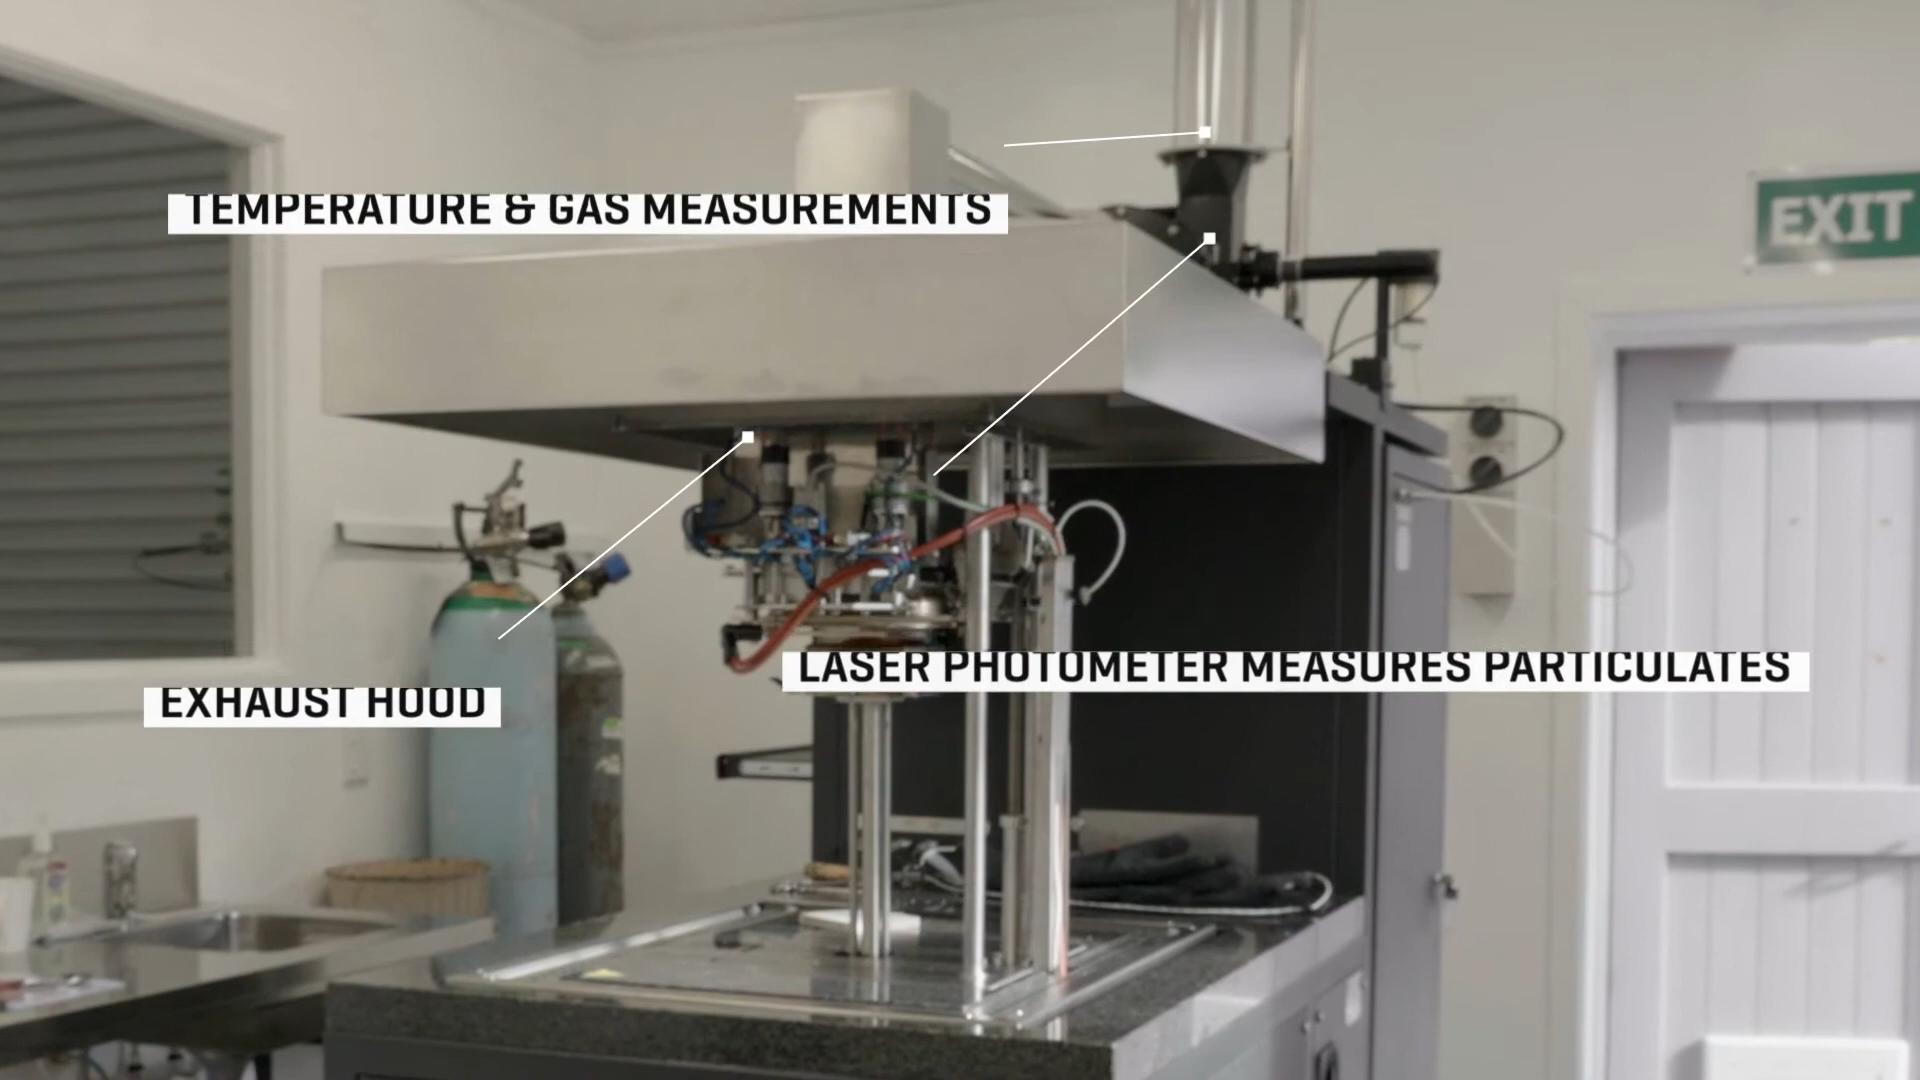 TEMPERATURE & GAS MEASUREMENTS
EXIT
LASER PHOTOMETER MEASURES PARTICULATES
EXHAUST HOOD